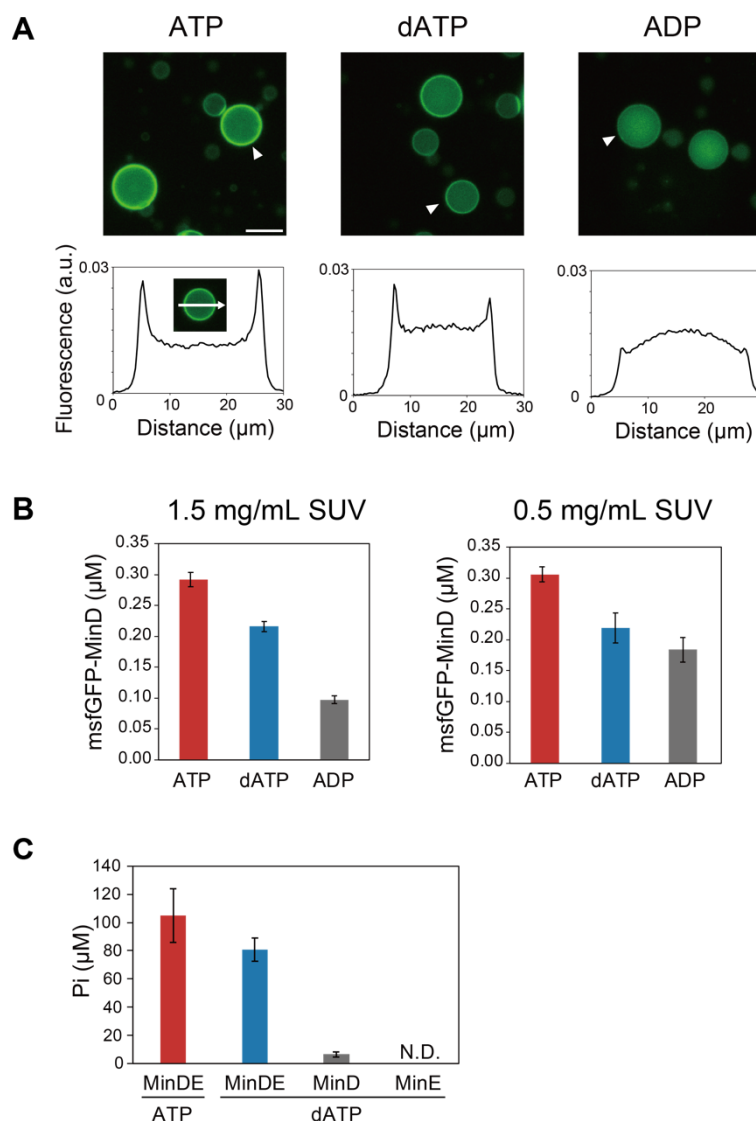 A
ATP dATP ADP
Fluorescence (a.u.)
0.03 0.03 0.03
0 0 0
0 10 20 30 0 10 20 30 0 10 20
Distance (µm) Distance (µm) Distance (µm)
B
1.5 mg/mL SUV 0.5 mg/mL SUV
msfGFP-MinD (µM) msfGFP-MinD (µM)
0.35 0.35
0.30 0.30
0.25 0.25
0.20 0.20
0.15 0.15
0.10 0.10
0.05 0.05
0.00 0.00
ATP dATP ADP ATP dATP ADP
C
Pi (µM)
140
120
100
80
60
40
20
0
N.D.
MinDE MinDE MinD MinE
ATP dATP